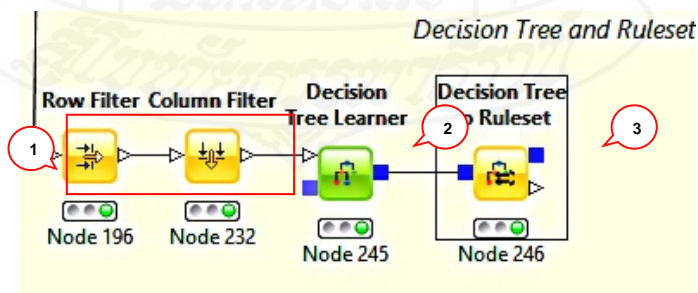 Decision Tree and Ruleset
Row Filter
Column Filter
Decision
Tree Learner
Decision Tree
o Ruleset
1
2
3
Node 196
Node 232
Node 245
Node 246